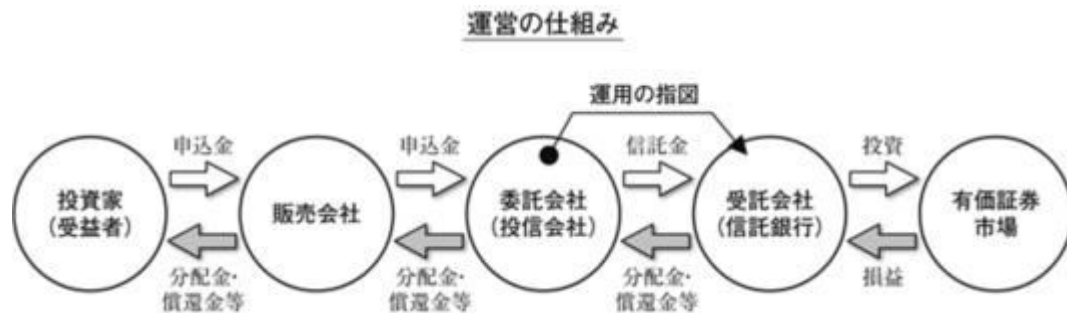 運営の仕組み
運用の指図
申込金
申込金
信託金
投資
投資家
(受益者)
販売会社
委託会社
(投信会社)
受託会社
(信託銀行)
有価証券
市場
分配金・
償還金等
分配金・
償還金等
分配金・
償還金等
損益